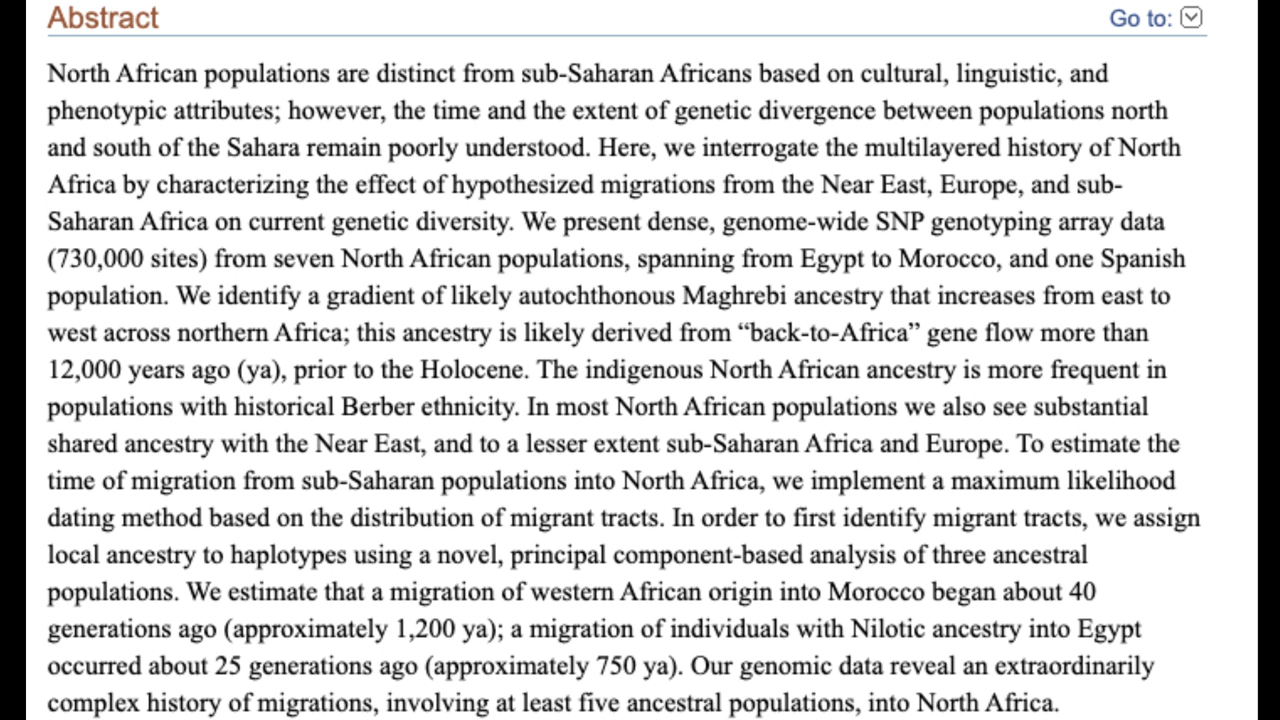 Abstract
Go to:
North African populations are distinct from sub-Saharan Africans based on cultural, linguistic, and
phenotypic attributes; however, the time and the extent of genetic divergence between populations north
and south of the Sahara remain poorly understood. Here, we interrogate the multilayered history of North
Africa by characterizing the effect of hypothesized migrations from the Near East, Europe, and sub-
Saharan Africa on current genetic diversity. We present dense, genome-wide SNP genotyping array data
(730,000 sites) from seven North African populations, spanning from Egypt to Morocco, and one Spanish
population. We identify a gradient of likely autochthonous Maghrebi ancestry that increases from east to
west across northern Africa; this ancestry is likely derived from “back-to-Africa” gene flow more than
12,000 years ago (ya), prior to the Holocene. The indigenous North African ancestry is more frequent in
populations with historical Berber ethnicity. In most North African populations we also see substantial
shared ancestry with the Near East, and to a lesser extent sub-Saharan Africa and Europe. To estimate the
time of migration from sub-Saharan populations into North Africa, we implement a maximum likelihood
dating method based on the distribution of migrant tracts. In order to first identify migrant tracts, we assign
local ancestry to haplotypes using a novel, principal component-based analysis of three ancestral
populations. We estimate that a migration of western African origin into Morocco began about 40
generations ago (approximately 1,200 ya); a migration of individuals with Nilotic ancestry into Egypt
occurred about 25 generations ago (approximately 750 ya). Our genomic data reveal an extraordinarily
complex history of migrations, involving at least five ancestral populations, into North Africa.